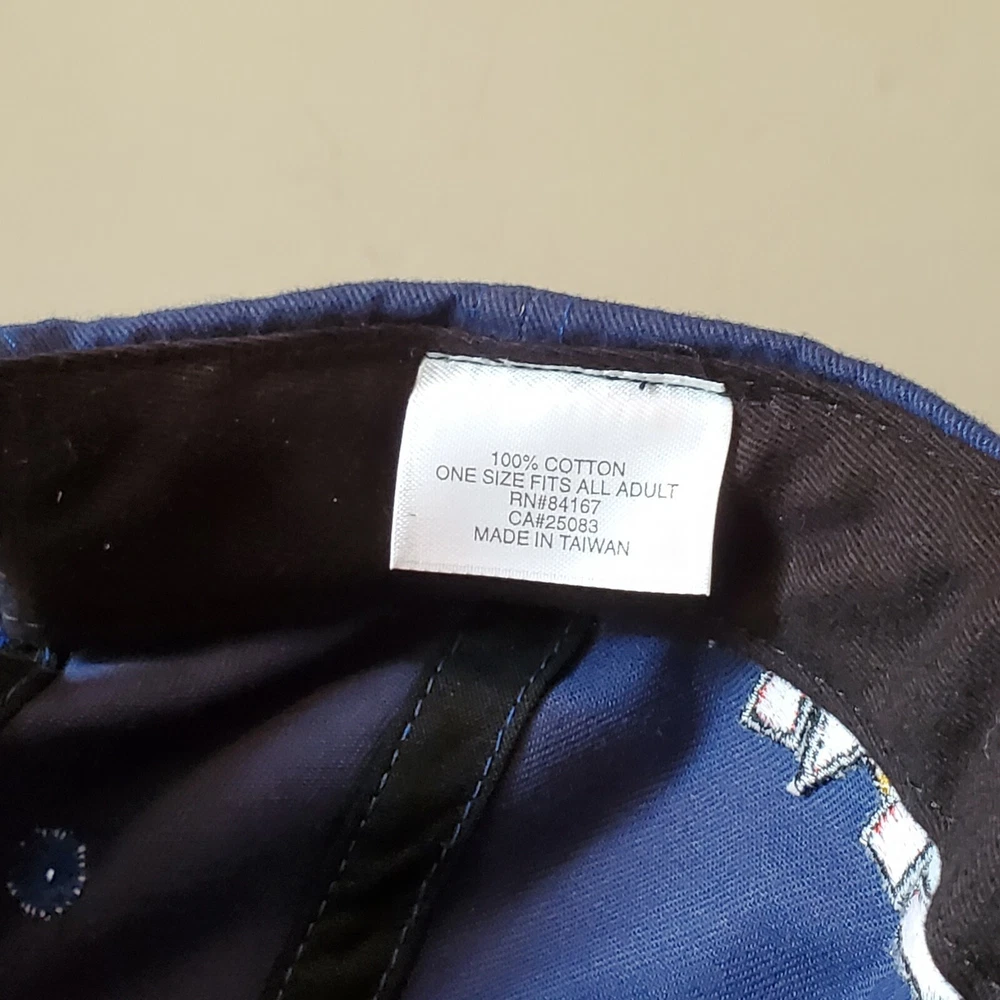 100% COTTON
ONE SIZE FITS ALL ADULT
RN#84167
CA#25083
MADE IN TAIWAN